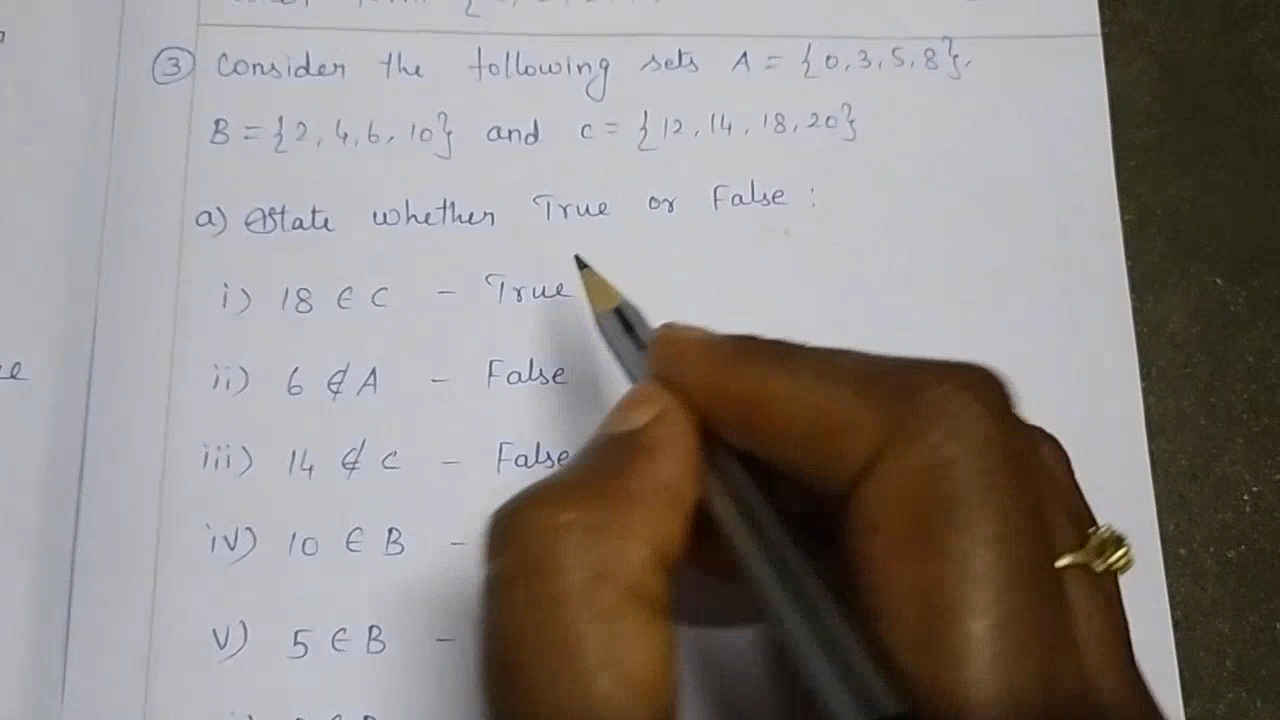 ③ Consider the following sets A = {0, 3, 5, 8},
B = {2, 4, 6, 10} and C = {12, 14, 18, 20}
a) State whether True or False :
i) 18 ∈ C - True
ii) 6 ∉ A - False
iii) 14 ∉ C - False
iv) 10 ∈ B -
v) 5 ∈ B -